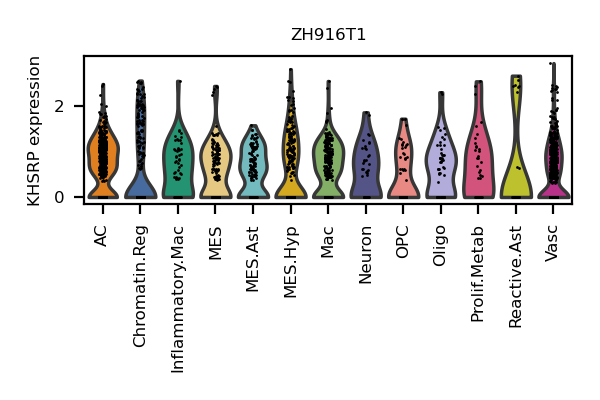 ZH916T1
KHSRP expression
2
0
AC
Chromatin.Reg
Inflammatory.Mac
MES
MES.Ast
MES.Hyp
Mac
Neuron
OPC
Oligo
Prolif.Metab
Reactive.Ast
Vasc